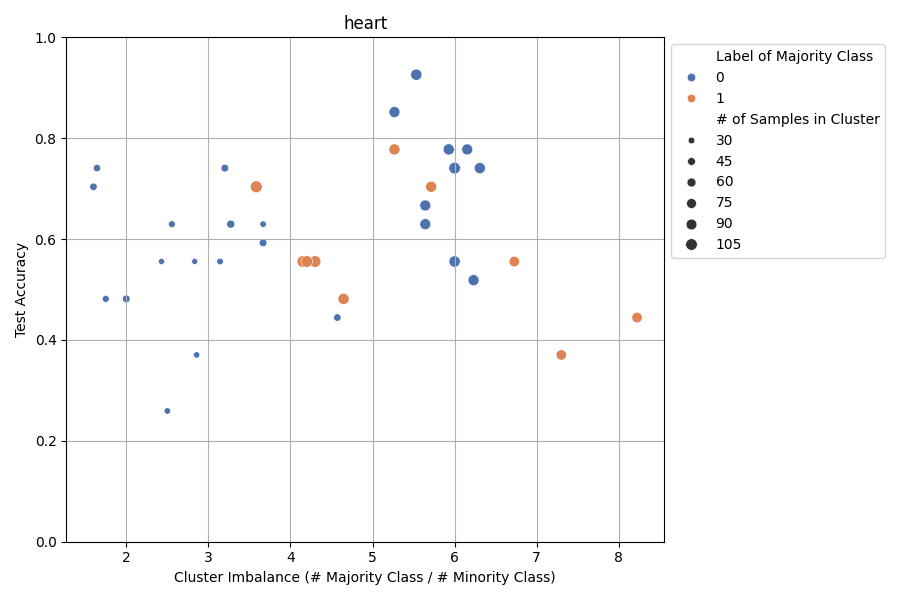 heart
1.0
0.8
0.6
0.4
0.2
0.0
Test Accuracy
2 3 4 5 6 7 8
Cluster Imbalance (# Majority Class / # Minority Class)
Label of Majority Class
0
1
# of Samples in Cluster
30
45
60
75
90
105